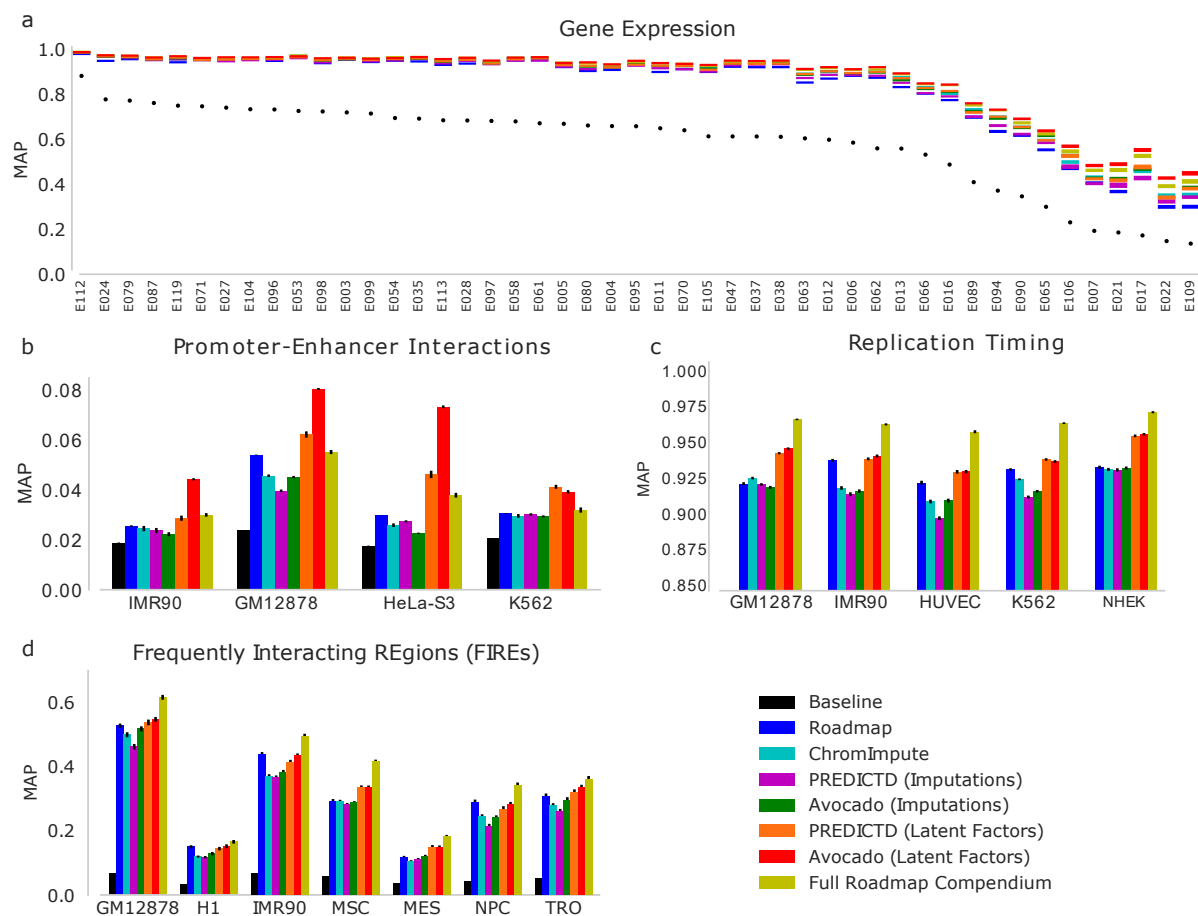 a
Gene Expression
MAP
1.0
0.8
0.6
0.4
0.2
0.0
E112 E024 E079 E087 E119 E071 E027 E104 E096 E053 E098 E003 E099 E054 E035 E113 E028 E097 E058 E061 E005 E080 E004 E095 E011 E070 E105 E047 E037 E038 E063 E012 E006 E062 E013 E066 E016 E089 E094 E090 E065 E106 E007 E021 E017 E022 E109
b
Promoter-Enhancer Interactions
MAP
0.08
0.06
0.04
0.02
0.00
IMR90 GM12878 HeLa-S3 K562
c
Replication Timing
MAP
1.000
0.975
0.950
0.925
0.900
0.875
0.850
GM12878 IMR90 HUVEC K562 NHEK
d
Frequently Interacting REgions (FIREs)
MAP
0.6
0.4
0.2
0.0
GM12878 H1 IMR90 MSC MES NPC TRO
Baseline
Roadmap
ChromImpute
PREDICTD (Imputations)
Avocado (Imputations)
PREDICTD (Latent Factors)
Avocado (Latent Factors)
Full Roadmap Compendium